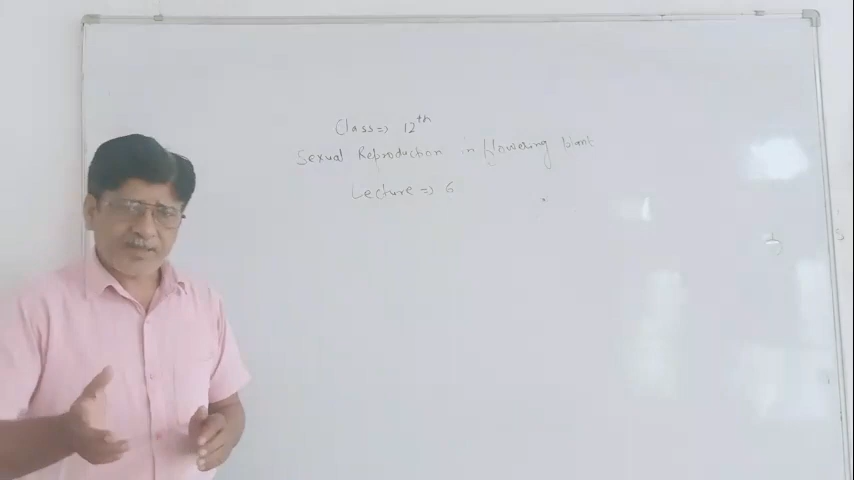 Class => 12th
Sexual Reproduction in flowering plant
Lecture => 6